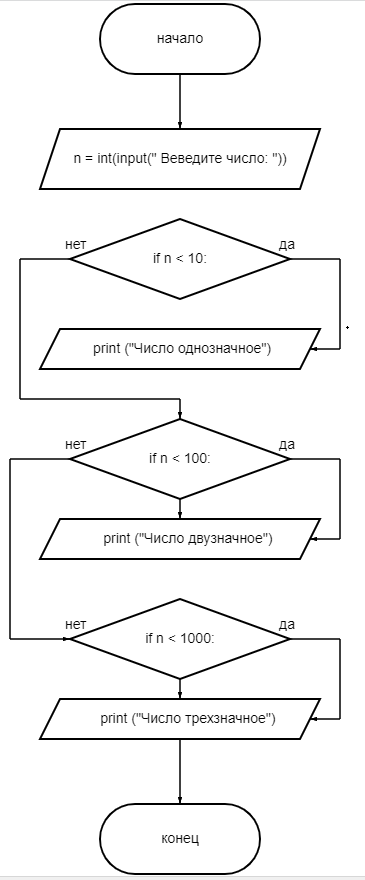 начало
n = int(input(" Веведите число: "))
нет
да
if n < 10:
print ("Число однозначное")
нет
да
if n < 100:
print ("Число двузначное")
нет
да
if n < 1000:
print ("Число трехзначное")
конец